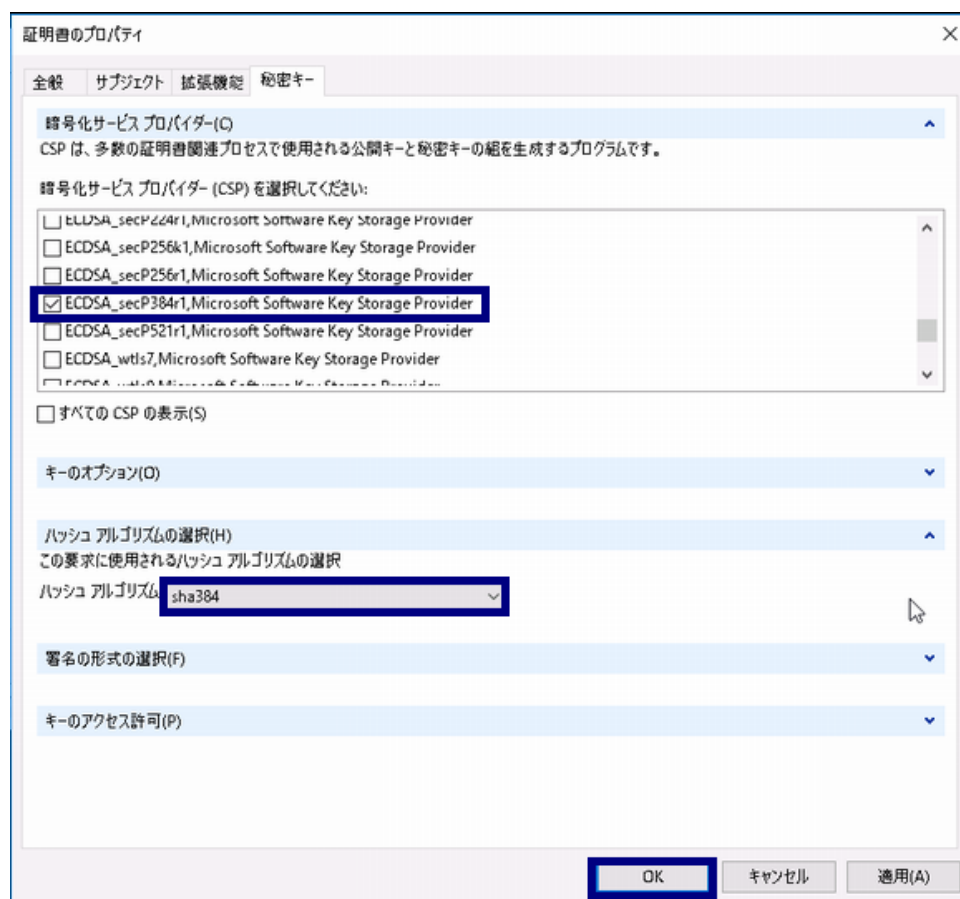 証明書のプロパティ
全般 サブジェクト 拡張機能 秘密キー
暗号化サービス プロバイダー(C)
CSP は、多数の証明書関連プロセスで使用される公開キーと秘密キーの組を生成するプログラムです。
暗号化サービス プロバイダー (CSP) を選択してください:
ECDSA_secP224r1,Microsoft Software Key Storage Provider
ECDSA_secP256k1,Microsoft Software Key Storage Provider
ECDSA_secP256r1,Microsoft Software Key Storage Provider
ECDSA_secP384r1,Microsoft Software Key Storage Provider
ECDSA_secP521r1,Microsoft Software Key Storage Provider
ECDSA_wtls7,Microsoft Software Key Storage Provider
すべての CSP の表示(S)
キーのオプション(O)
ハッシュ アルゴリズムの選択(H)
この要求に使用されるハッシュ アルゴリズムの選択
ハッシュ アルゴリズム sha384
署名の形式の選択(F)
キーのアクセス許可(P)
OK キャンセル 適用(A)